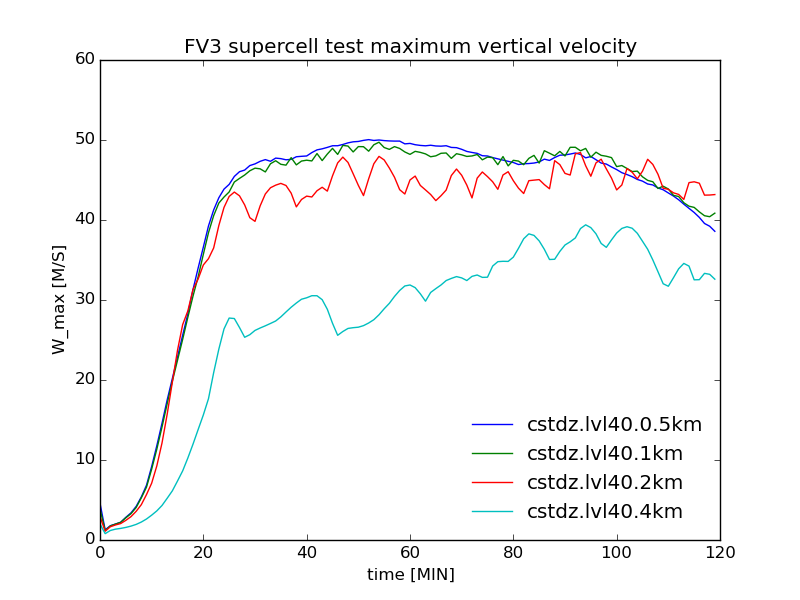 FV3 supercell test maximum vertical velocity
60
50
40
30
20
10
0
W_max [M/S]
cstdz.lvl40.0.5km
cstdz.lvl40.1km
cstdz.lvl40.2km
cstdz.lvl40.4km
0 20 40 60 80 100 120
time [MIN]